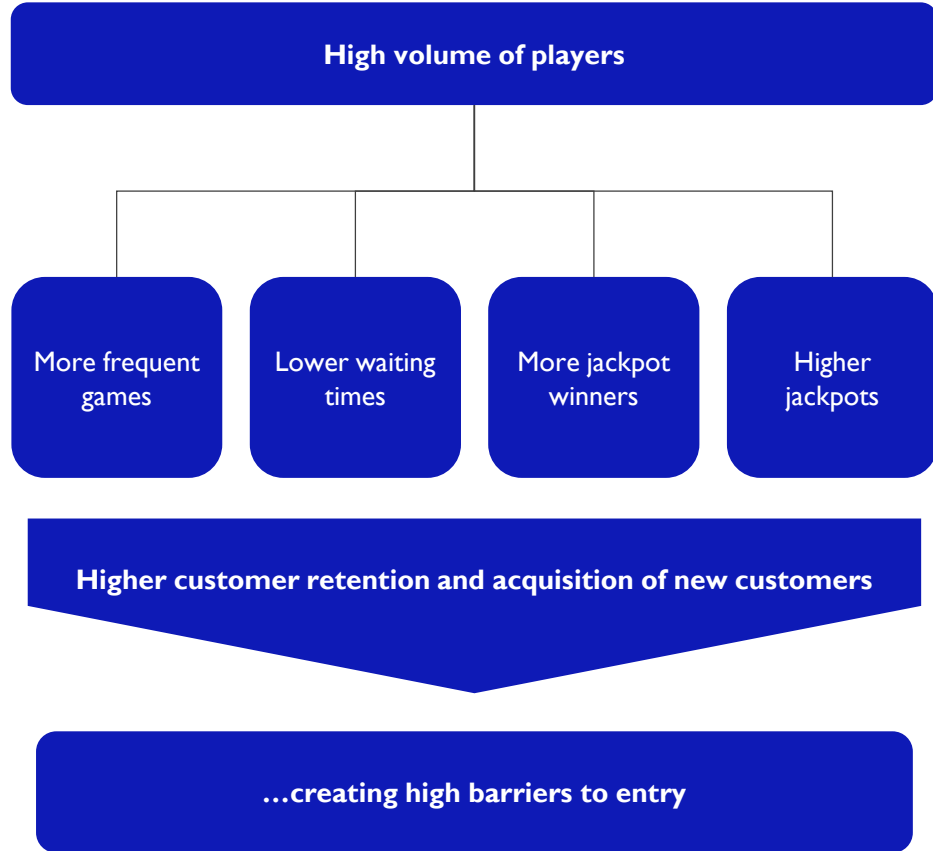 High volume of players
More frequent
games
Lower waiting
times
More jackpot
winners
Higher
jackpots
Higher customer retention and acquisition of new customers
…creating high barriers to entry